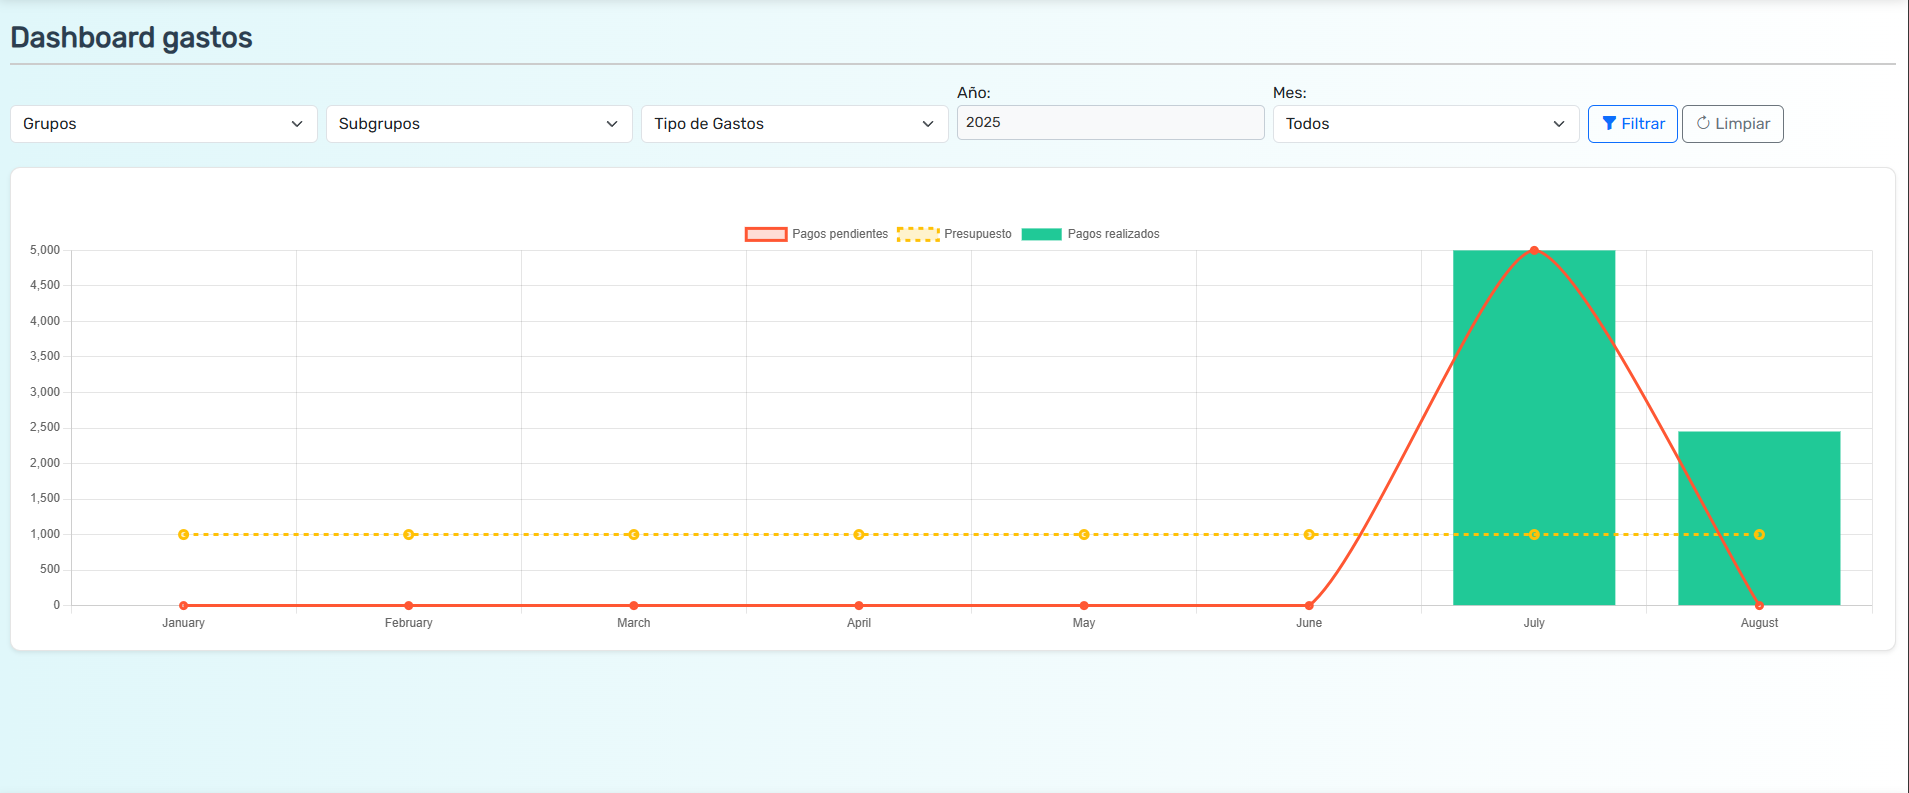 Dashboard gastos
Año:
Mes:
Grupos
Subgrupos
Tipo de Gastos
2025
Todos
Filtrar
Limpiar
Pagos pendientes
Presupuesto
Pagos realizados
5,000
4,500
4,000
3,500
3,000
2,500
2,000
1,500
1,000
500
0
January
February
March
April
May
June
July
August